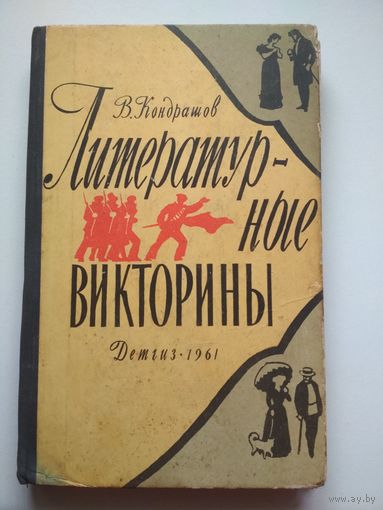 В. Кондрашов
Литератур-
ные
ВИКТОРИНЫ
Детгиз · 1961
www.ay.by